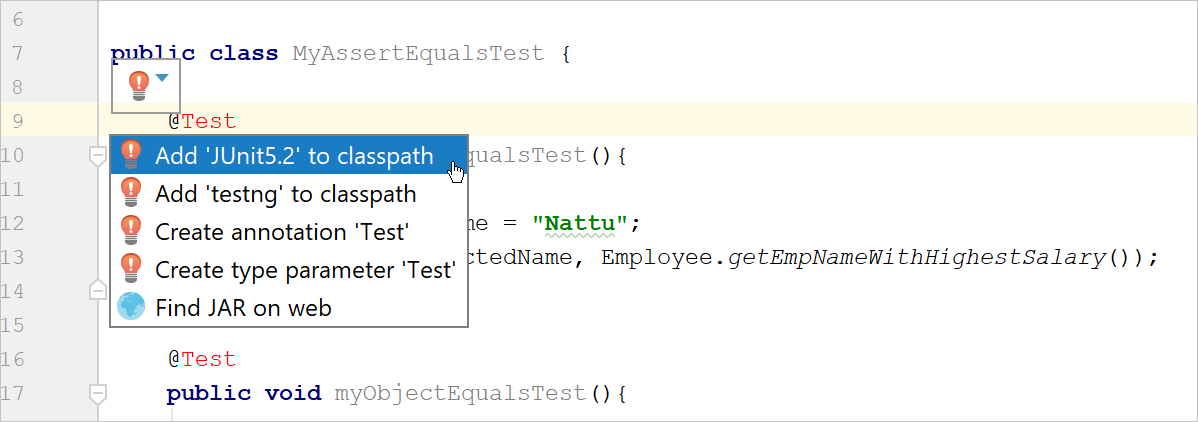 6
7 public class MyAssertEqualsTest {
8
9 @Test
10 qualsTest(){
Add 'JUnit5.2' to classpath
11
Add 'testng' to classpath
12 me = "Nattu";
Create annotation 'Test'
13 ctedName, Employee.getEmpNameWithHighestSalary());
Create type parameter 'Test'
14
Find JAR on web
15
16 @Test
17 public void myObjectEqualsTest(){